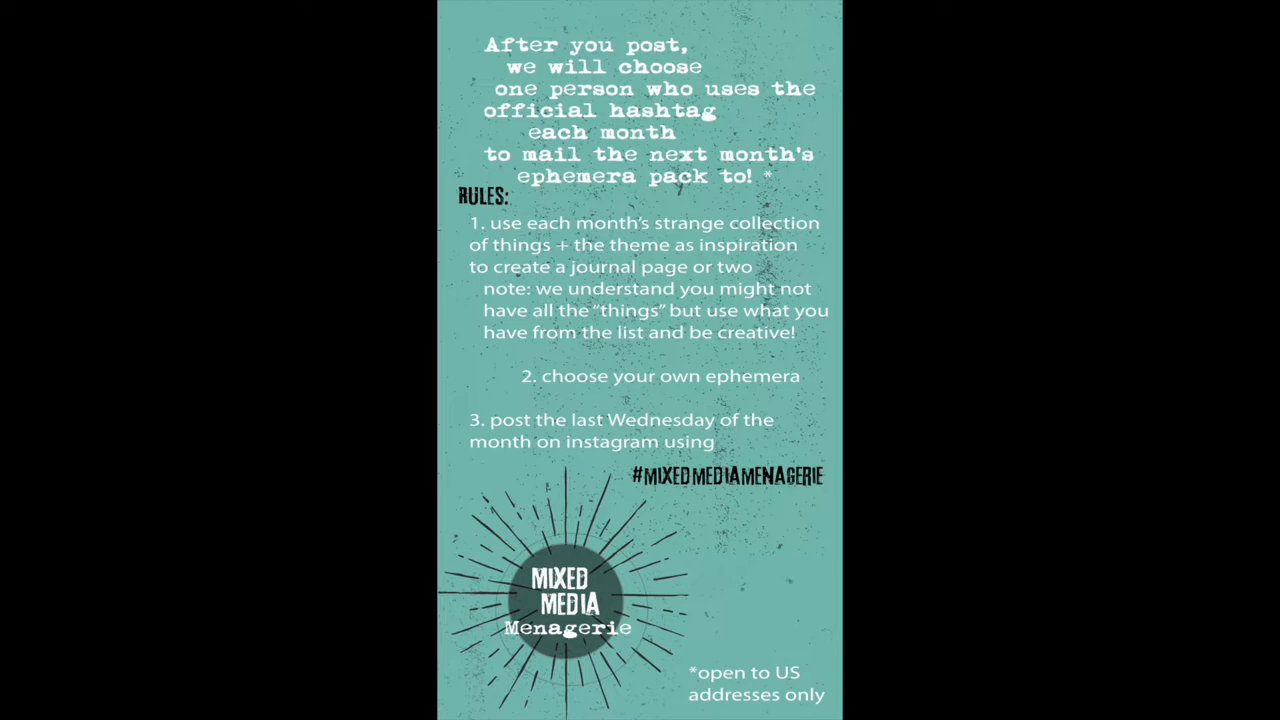 After you post,
we will choose
one person who uses the
official hashtag
each month
to mail the next month's
ephemera pack to! *
RULES:
1. use each month's strange collection
of things + the theme as inspiration
to create a journal page or two
note: we understand you might not
have all the "things" but use what you
have from the list and be creative!
2. choose your own ephemera
3. post the last Wednesday of the
month on instagram using
#MIXEDMEDIAMENAGERIE
MIXED
MEDIA
Menagerie
*open to US
addresses only